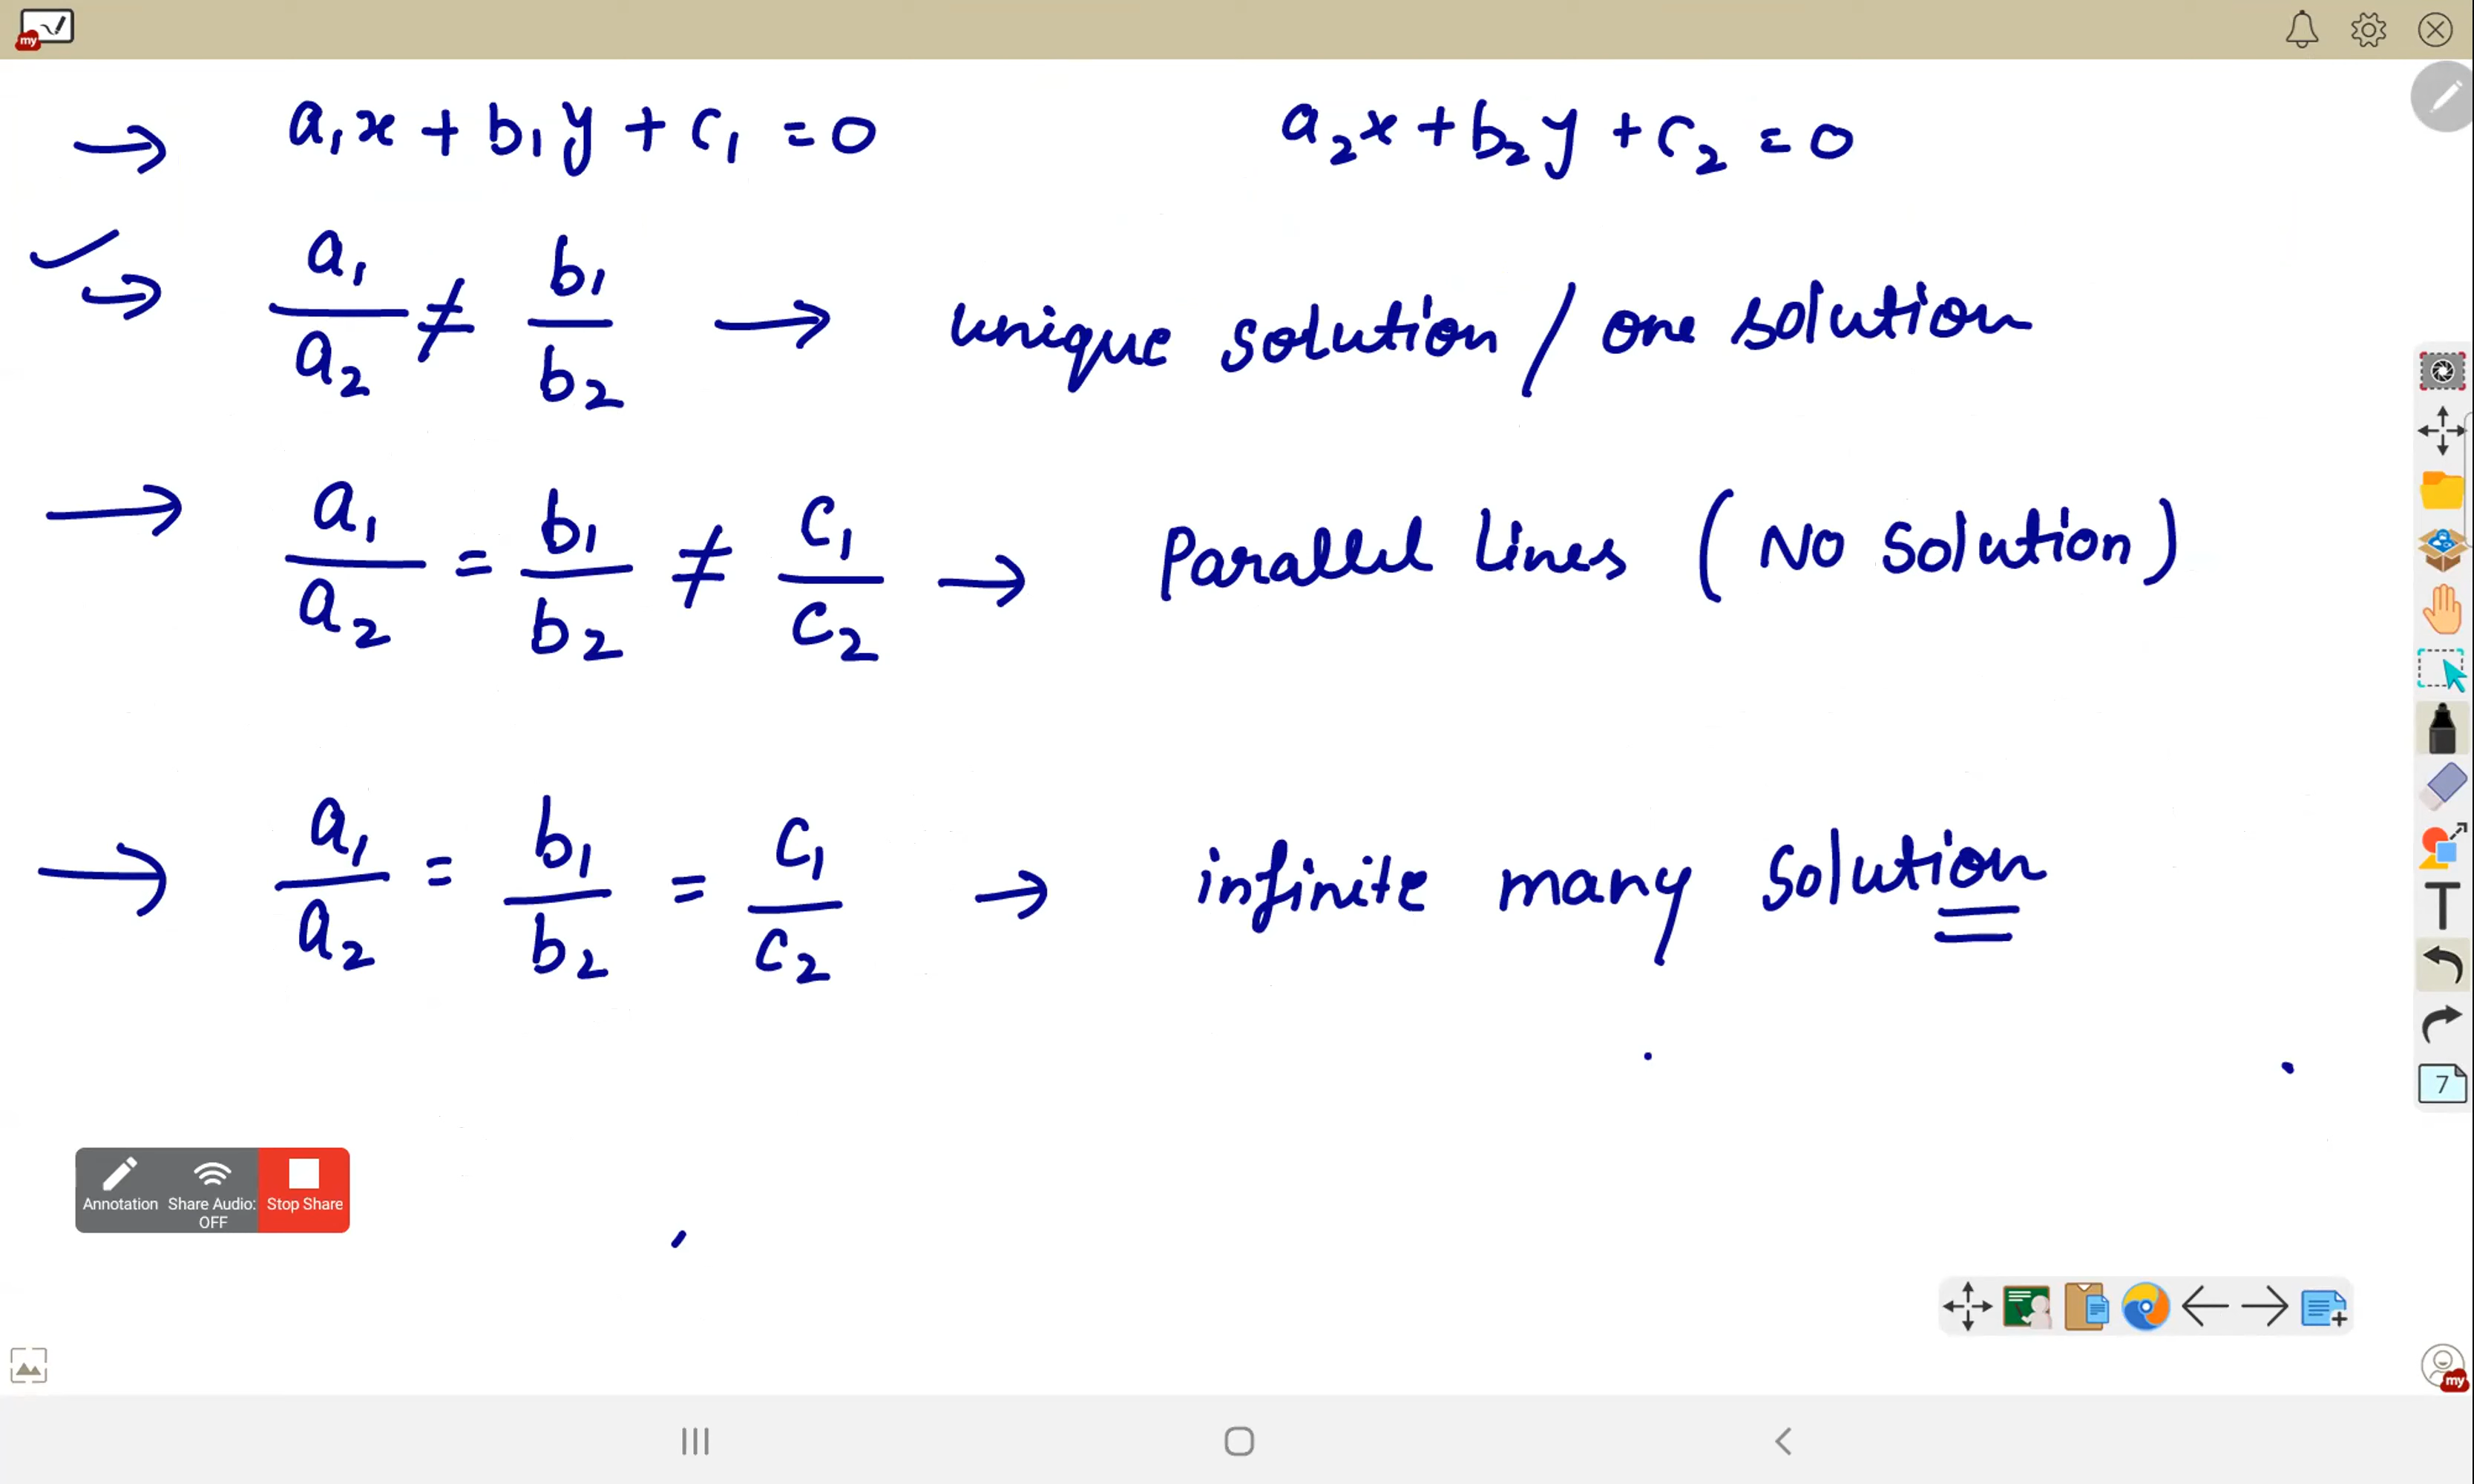 → a₁x + b₁y + c₁ = 0 a₂x + b₂y + c₂ = 0
→ a₁/a₂ ≠ b₁/b₂ → unique solution / one solution
→ a₁/a₂ = b₁/b₂ ≠ c₁/c₂ → Parallel lines (No solution)
→ a₁/a₂ = b₁/b₂ = c₁/c₂ → infinite many solution
7
Annotation Share Audio: OFF Stop Share
my
my